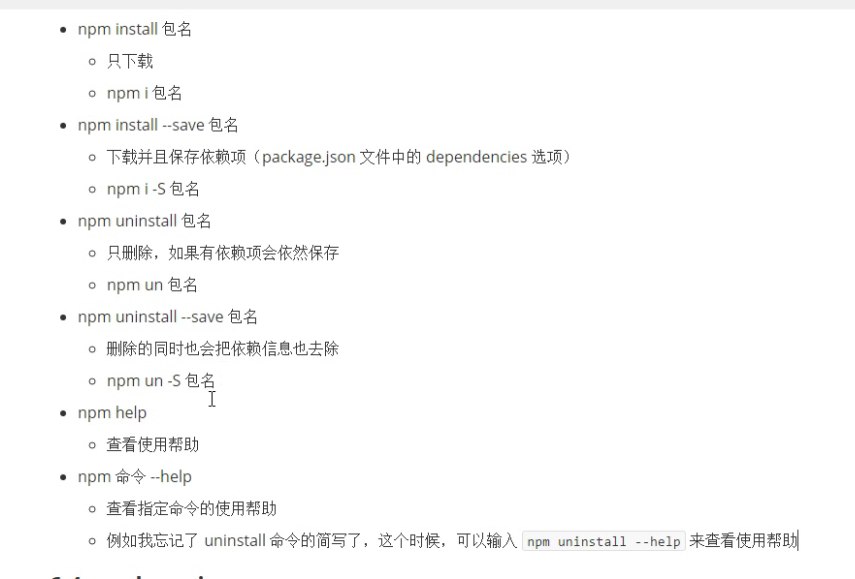 npm install 包名
只下载
npm i 包名
npm install --save 包名
下载并且保存依赖项（package.json 文件中的 dependencies 选项）
npm i -S 包名
npm uninstall 包名
只删除，如果有依赖项会依然保存
npm un 包名
npm uninstall --save 包名
删除的同时也会把依赖信息也去除
npm un -S 包名
npm help
查看使用帮助
npm 命令 --help
查看指定命令的使用帮助
例如我忘记了 uninstall 命令的简写了，这个时候，可以输入 npm uninstall --help 来查看使用帮助